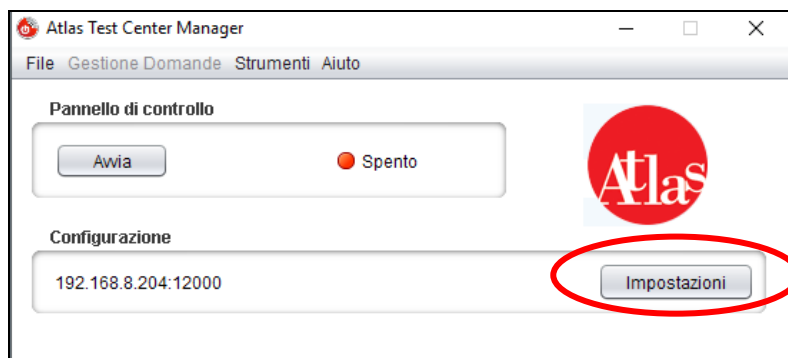 Atlas Test Center Manager
File Gestione Domande Strumenti Aiuto
Pannello di controllo
Avvia
Spento
Atlas
Configurazione
192.168.8.204:12000
Impostazioni